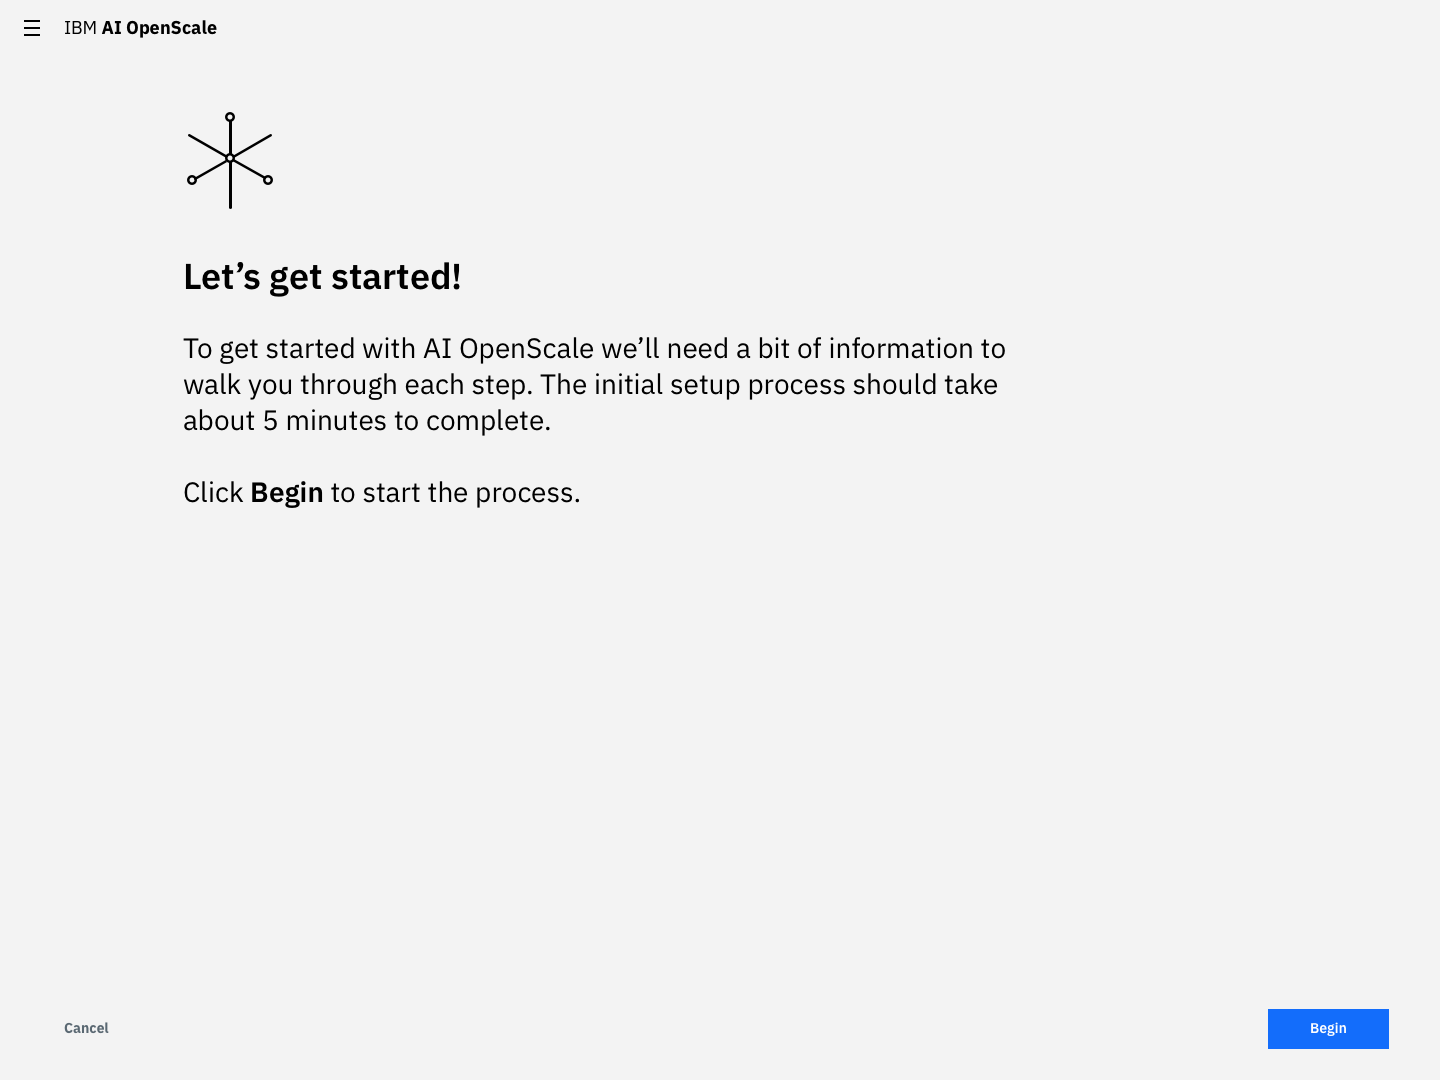 IBM AI OpenScale
Let’s get started!
To get started with AI OpenScale we’ll need a bit of information to
walk you through each step. The initial setup process should take
about 5 minutes to complete.
Click Begin to start the process.
Cancel
Begin